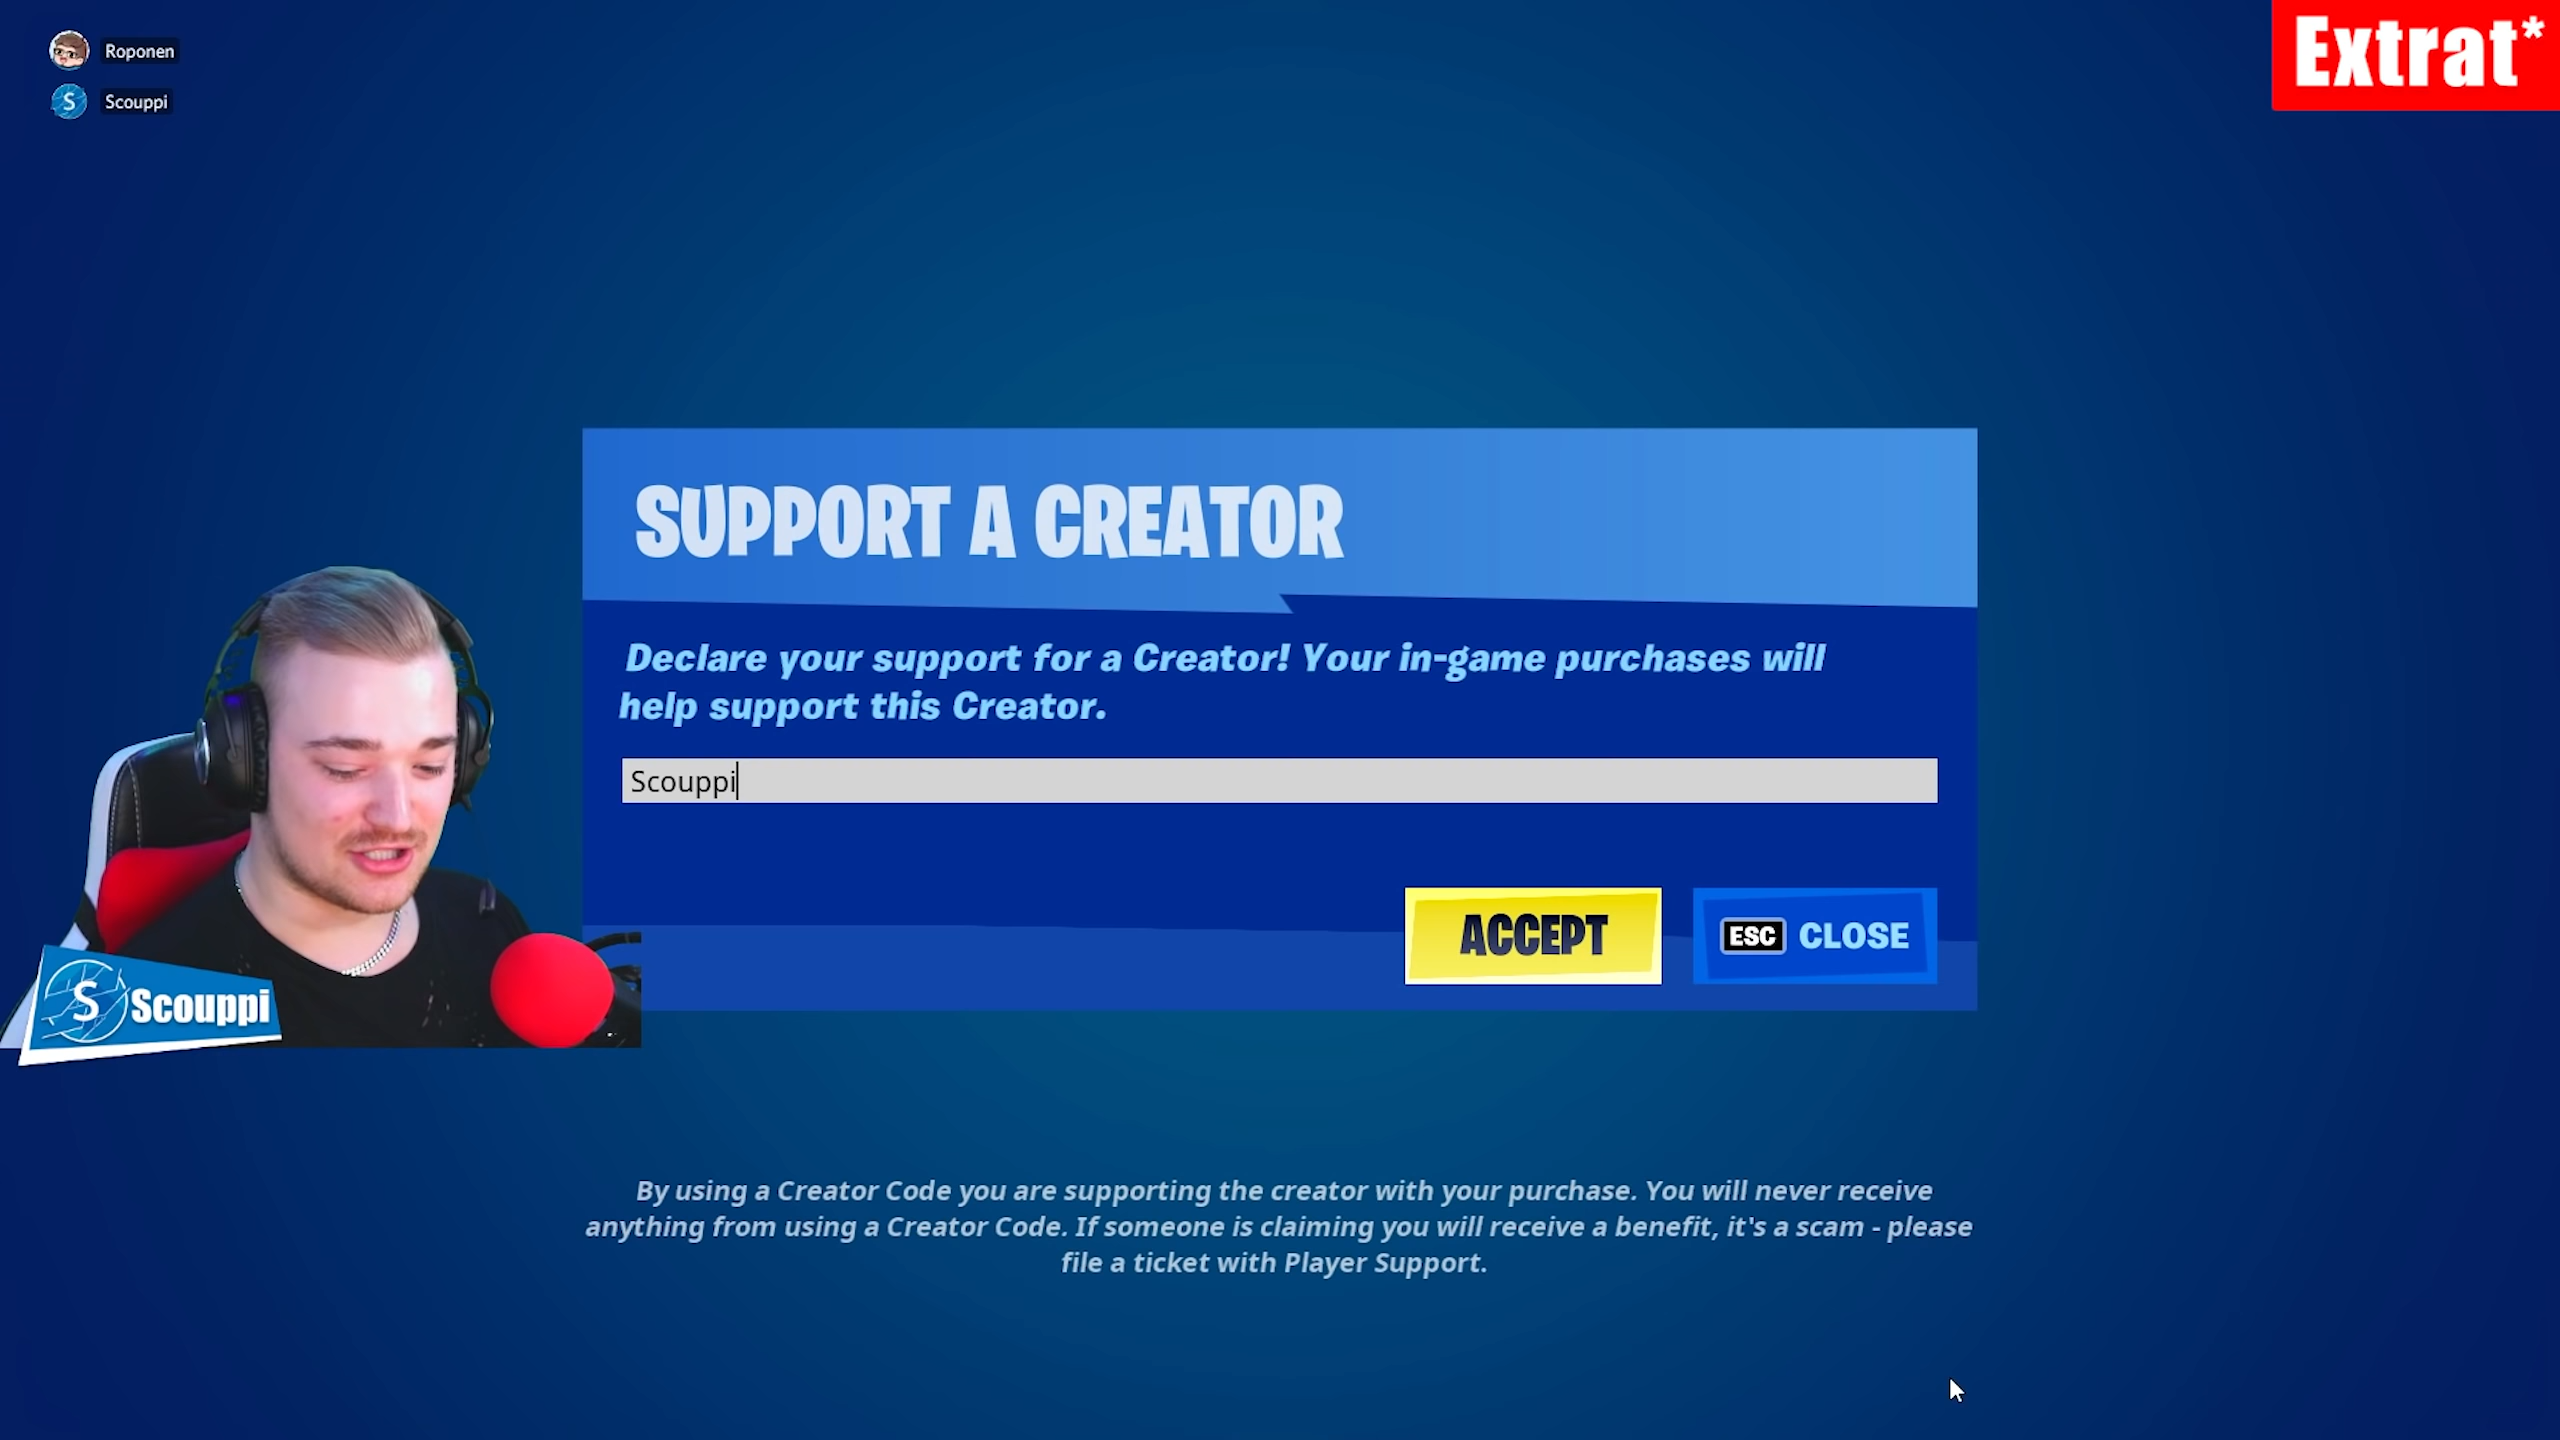 Roponen
Scouppi
Extrat*
SUPPORT A CREATOR
Declare your support for a Creator! Your in-game purchases will
help support this Creator.
Scouppi
ACCEPT
ESC CLOSE
S Scouppi
By using a Creator Code you are supporting the creator with your purchase. You will never receive
anything from using a Creator Code. If someone is claiming you will receive a benefit, it's a scam - please
file a ticket with Player Support.